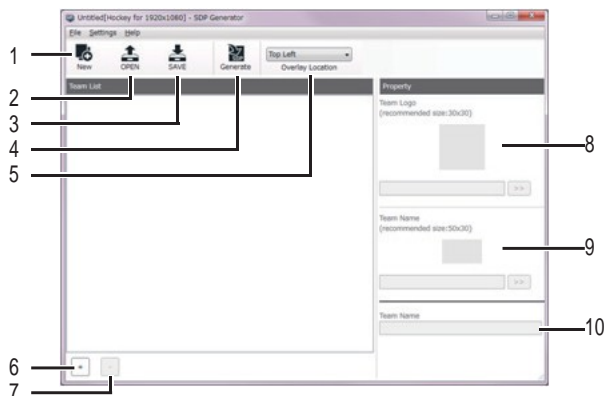 Untitled[Hockey for 1920x1080] - SDP Generator
File Settings Help
New OPEN SAVE Generate Top Left
Overlay Location
Team List
Property
Team Logo
(recommended size:30x30)
>>
Team Name
(recommended size:50x30)
>>
Team Name
+
-
1
2
3
4
5
6
7
8
9
10